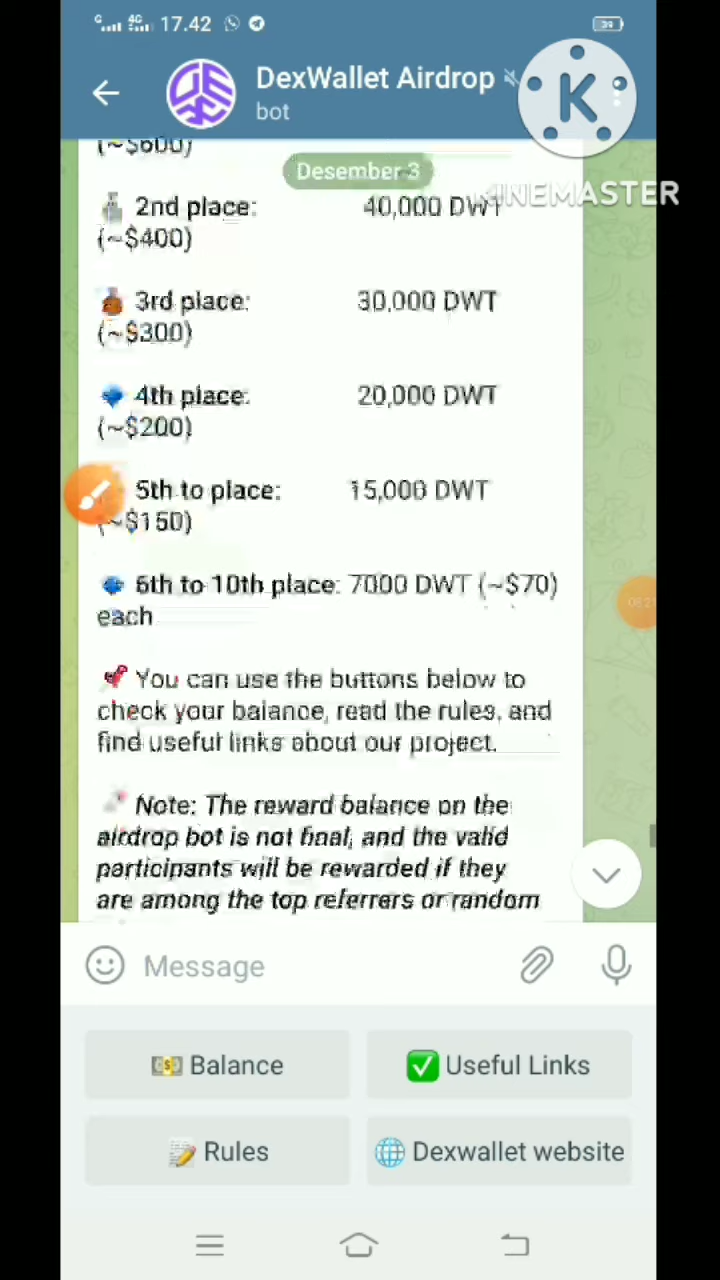 G 4G 17.42 39
DexWallet Airdrop
bot
K
KINEMASTER
(~$600)
Desember 3
2nd place: 40,000 DWT
(~$400)
3rd place: 30,000 DWT
(~$300)
4th place: 20,000 DWT
(~$200)
5th to place: 15,000 DWT
(~$150)
6th to 10th place: 7000 DWT (~$70)
each
You can use the buttons below to
check your balance, read the rules, and
find useful links about our project.
Note: The reward balance on the
airdrop bot is not final, and the valid
participants will be rewarded if they
are among the top referrers or random
Message
Balance
Useful Links
Rules
Dexwallet website